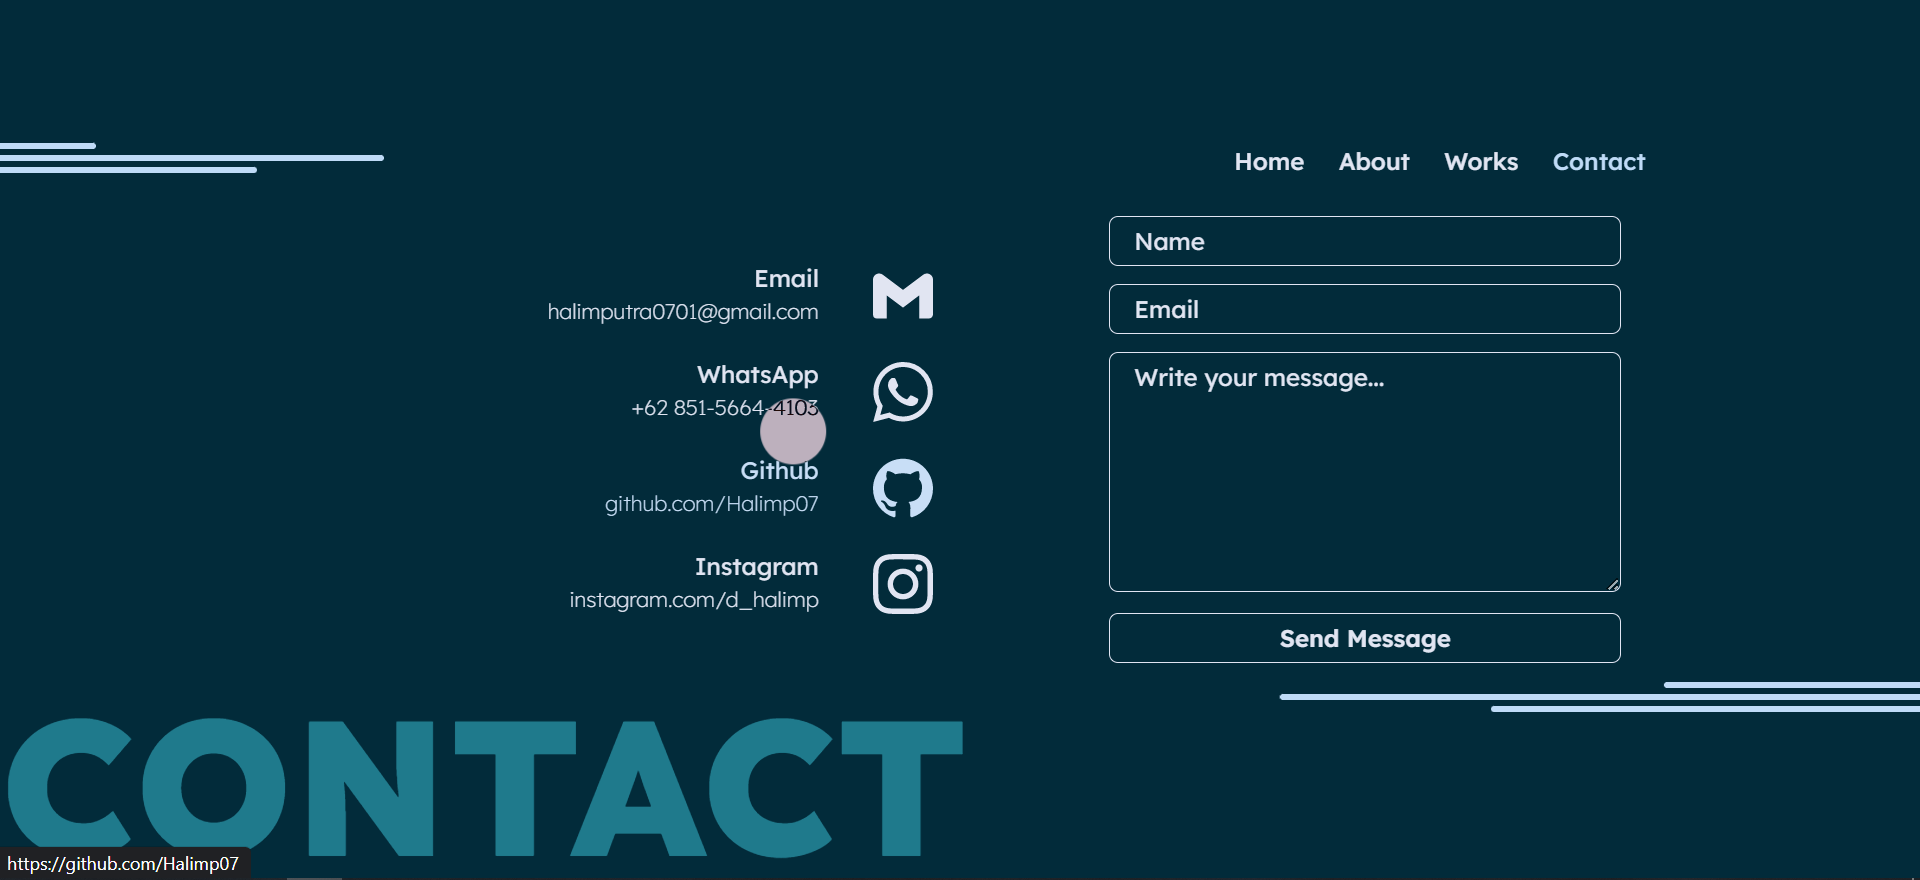 Home About Works Contact
Email
halimputra0701@gmail.com
WhatsApp
+62 851-5664-4103
Github
github.com/Halimp07
Instagram
instagram.com/d_halimp
Name
Email
Write your message...
Send Message
CONTACT
https://github.com/Halimp07